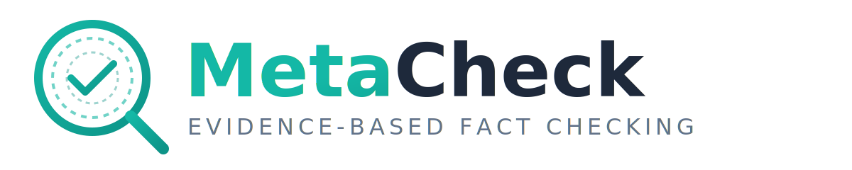 MetaCheck
EVIDENCE-BASED FACT CHECKING